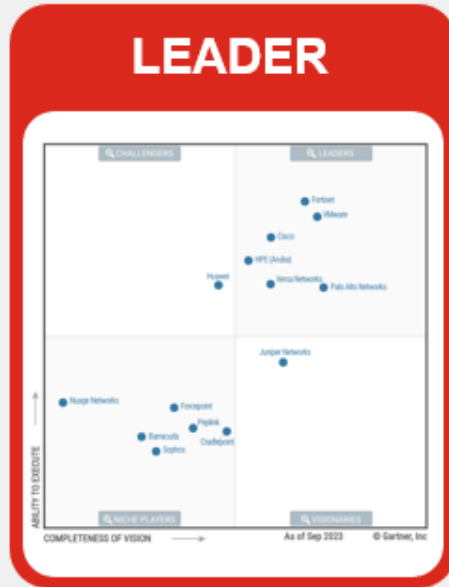 LEADER
CHALLENGERS
LEADERS
Fortinet
VMware
Cisco
HPE (Aruba)
Huawei
Versa Networks
Palo Alto Networks
Juniper Networks
Nuage Networks
Forcepoint
Peplink
Barracuda
Cradlepoint
Sophos
ABILITY TO EXECUTE
NICHE PLAYERS
VISIONARIES
COMPLETENESS OF VISION
As of Sep 2023
© Gartner, Inc